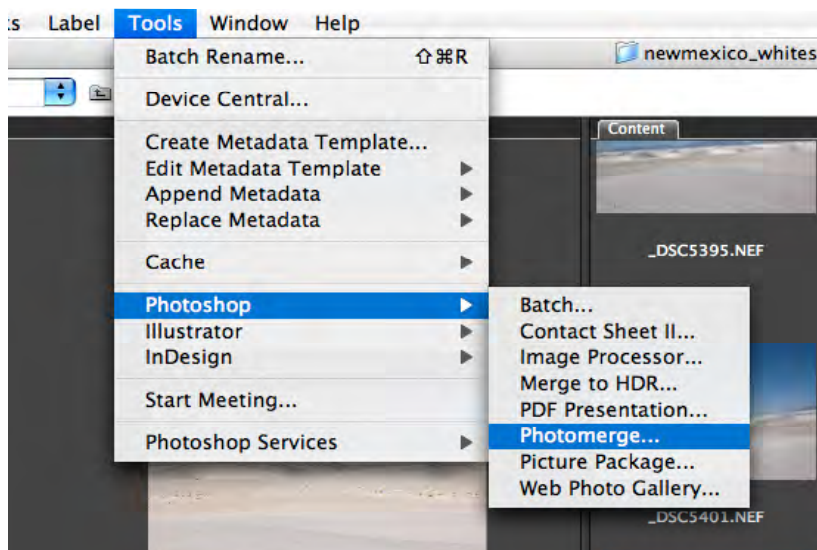 s Label Tools Window Help
Batch Rename... ⇧⌘R
newmexico_whites
Device Central...
Create Metadata Template...
Edit Metadata Template
Append Metadata
Replace Metadata
Cache
Photoshop
Illustrator
InDesign
Start Meeting...
Photoshop Services
Content
_DSC5395.NEF
Batch...
Contact Sheet II...
Image Processor...
Merge to HDR...
PDF Presentation...
Photomerge...
Picture Package...
Web Photo Gallery...
_DSC5401.NEF